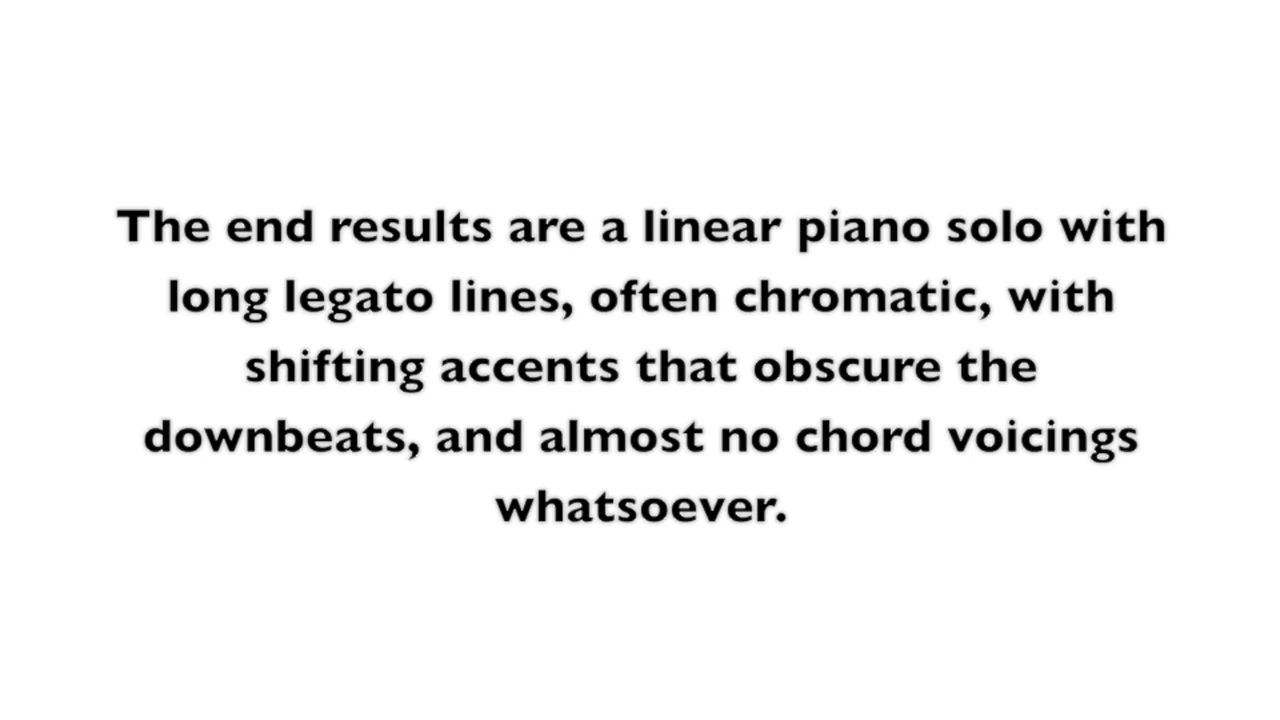 The end results are a linear piano solo with
long legato lines, often chromatic, with
shifting accents that obscure the
downbeats, and almost no chord voicings
whatsoever.